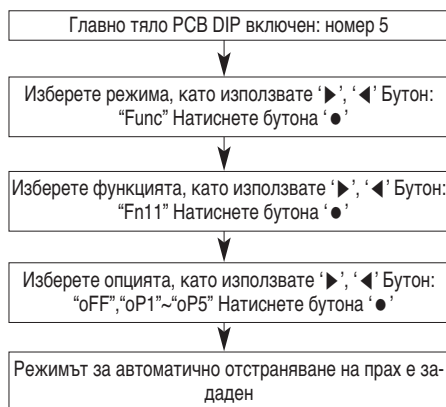 Главно тяло PCB DIP включен: номер 5
Изберете режима, като използвате ‘▶’, ‘◀’ Бутон:
“Func” Натиснете бутона ‘●’
Изберете функцията, като използвате ‘▶’, ‘◀’ Бутон:
“Fn11” Натиснете бутона ‘●’
Изберете опцията, като използвате ‘▶’, ‘◀’ Бутон:
“oFF”,“oP1”~“oP5” Натиснете бутона ‘●’
Режимът за автоматично отстраняване на прах е за-
даден